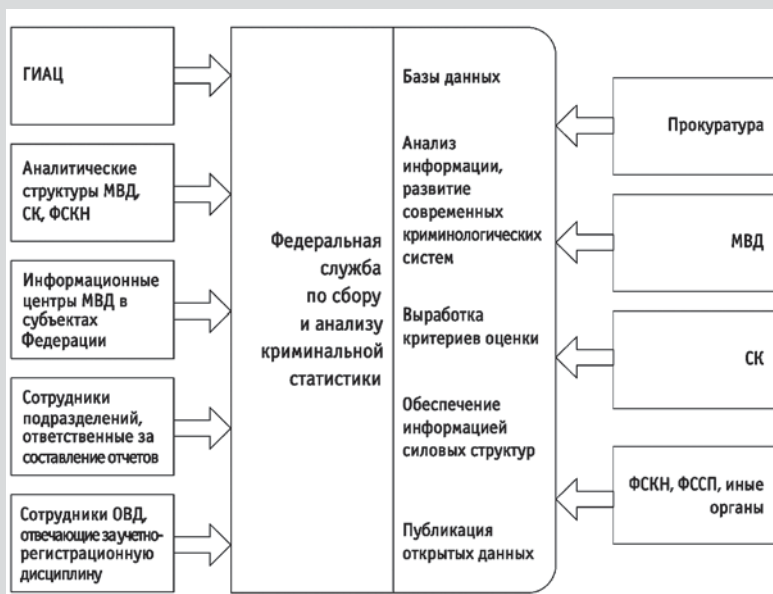 ГИАЦ
Аналитические
структуры МВД,
СК, ФСКН
Информационные
центры МВД в
субъектах
Федерации
Сотрудники
подразделений,
ответственные за
составление отчетов
Сотрудники ОВД,
отвечающие за учетно-
регистрационную
дисциплину
Федеральная
служба
по сбору
и анализу
криминальной
статистики
Базы данных
Анализ
информации,
развитие
современных
криминологических
систем
Выработка
критериев оценки
Обеспечение
информацией
силовых структур
Публикация
открытых данных
Прокуратура
МВД
СК
ФСКН, ФССП, иные
органы